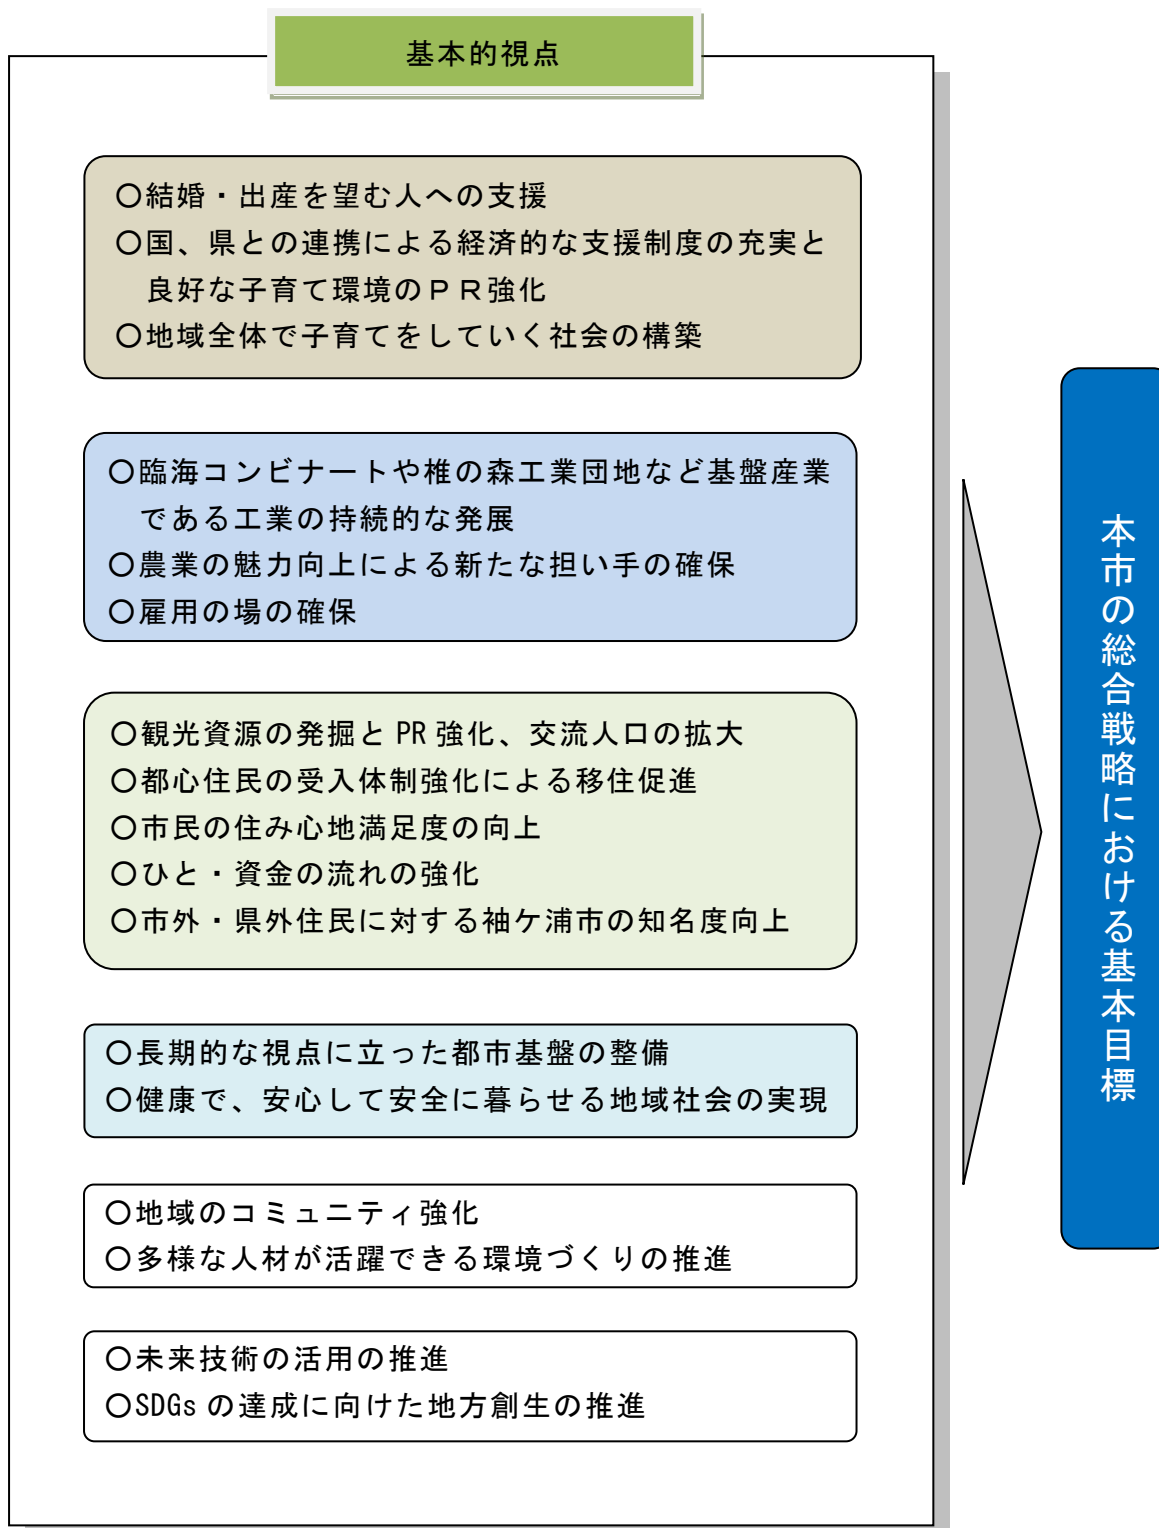 基本的視点
〇結婚・出産を望む人への支援
〇国、県との連携による経済的な支援制度の充実と
良好な子育て環境のＰＲ強化
〇地域全体で子育てをしていく社会の構築
〇臨海コンビナートや椎の森工業団地など基盤産業
である工業の持続的な発展
〇農業の魅力向上による新たな担い手の確保
〇雇用の場の確保
〇観光資源の発掘と PR 強化、交流人口の拡大
〇都心住民の受入体制強化による移住促進
〇市民の住み心地満足度の向上
〇ひと・資金の流れの強化
〇市外・県外住民に対する袖ケ浦市の知名度向上
〇長期的な視点に立った都市基盤の整備
〇健康で、安心して安全に暮らせる地域社会の実現
〇地域のコミュニティ強化
〇多様な人材が活躍できる環境づくりの推進
〇未来技術の活用の推進
〇SDGs の達成に向けた地方創生の推進
本市の総合戦略における基本目標